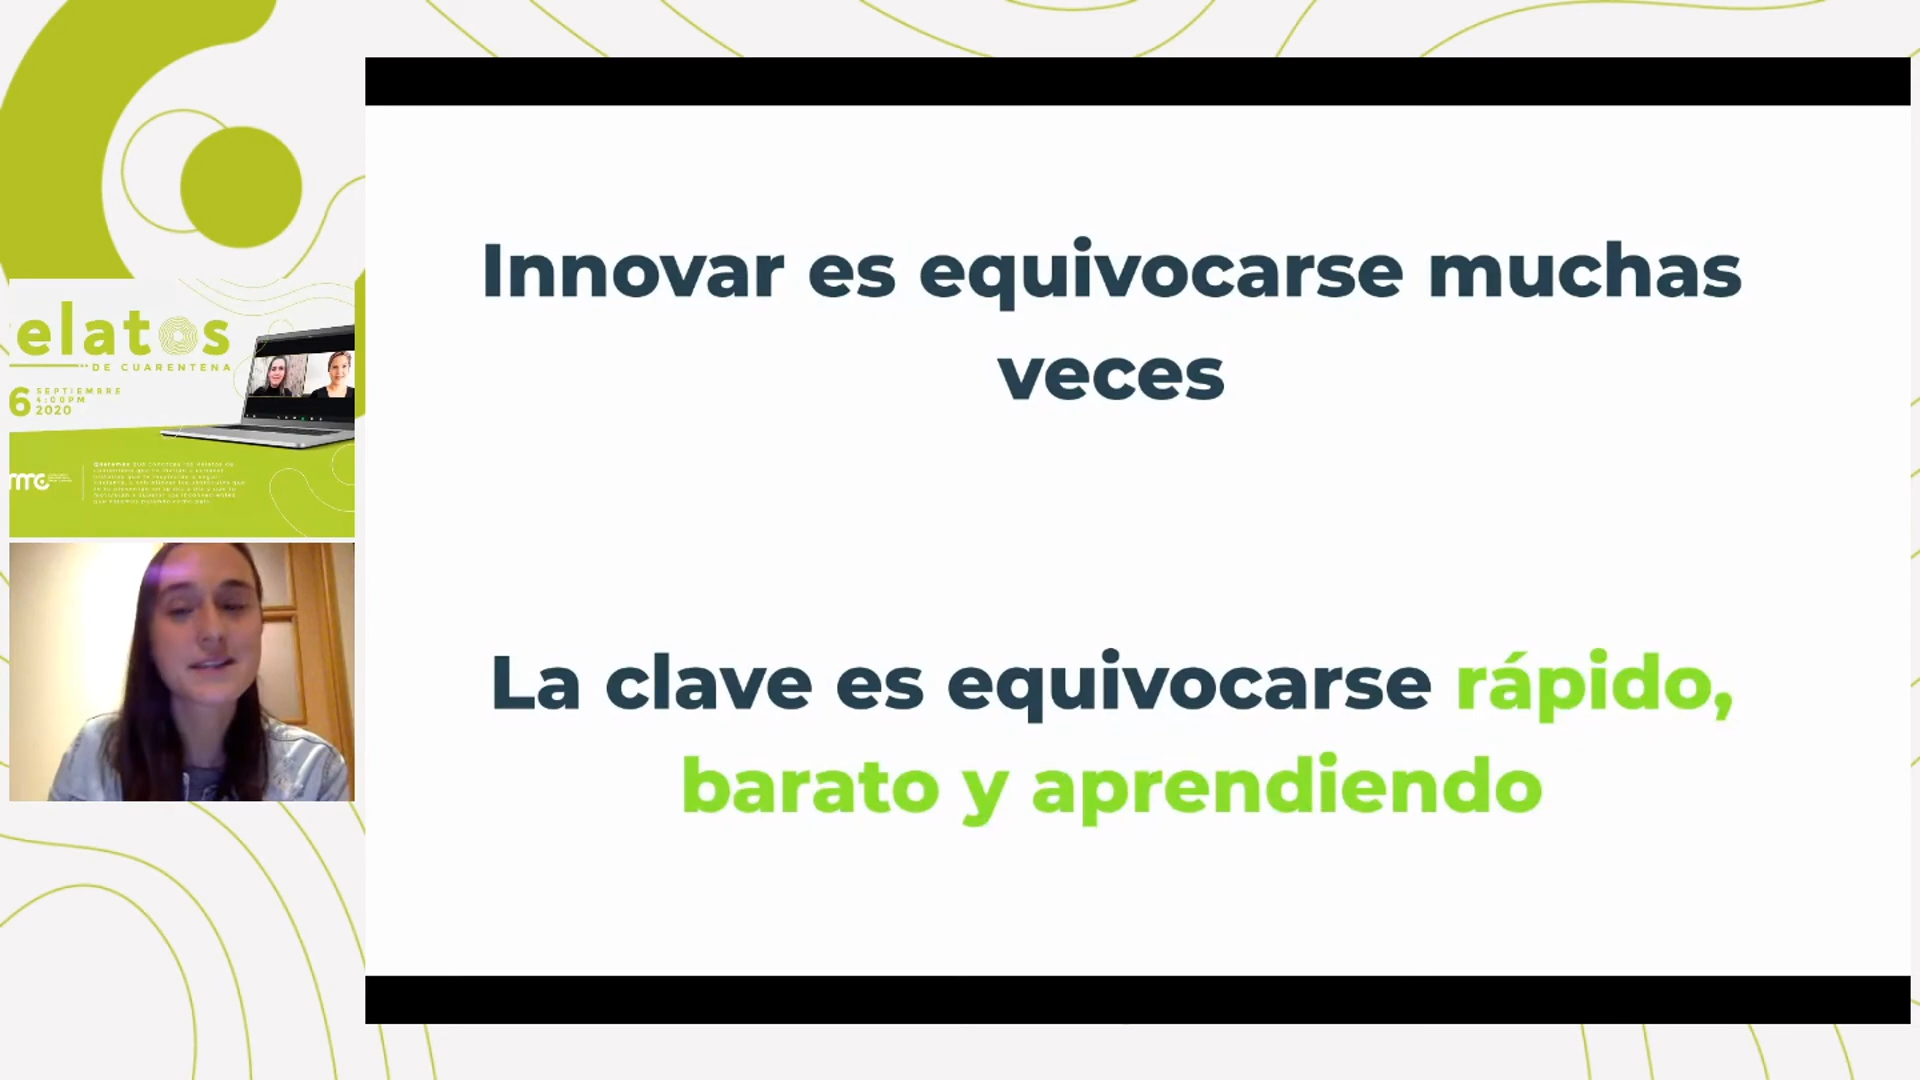 elatos
DE CUARENTENA
6 SEPTIEMBRE
4:00PM
2020
Innovar es equivocarse muchas
veces
La clave es equivocarse rápido,
barato y aprendiendo